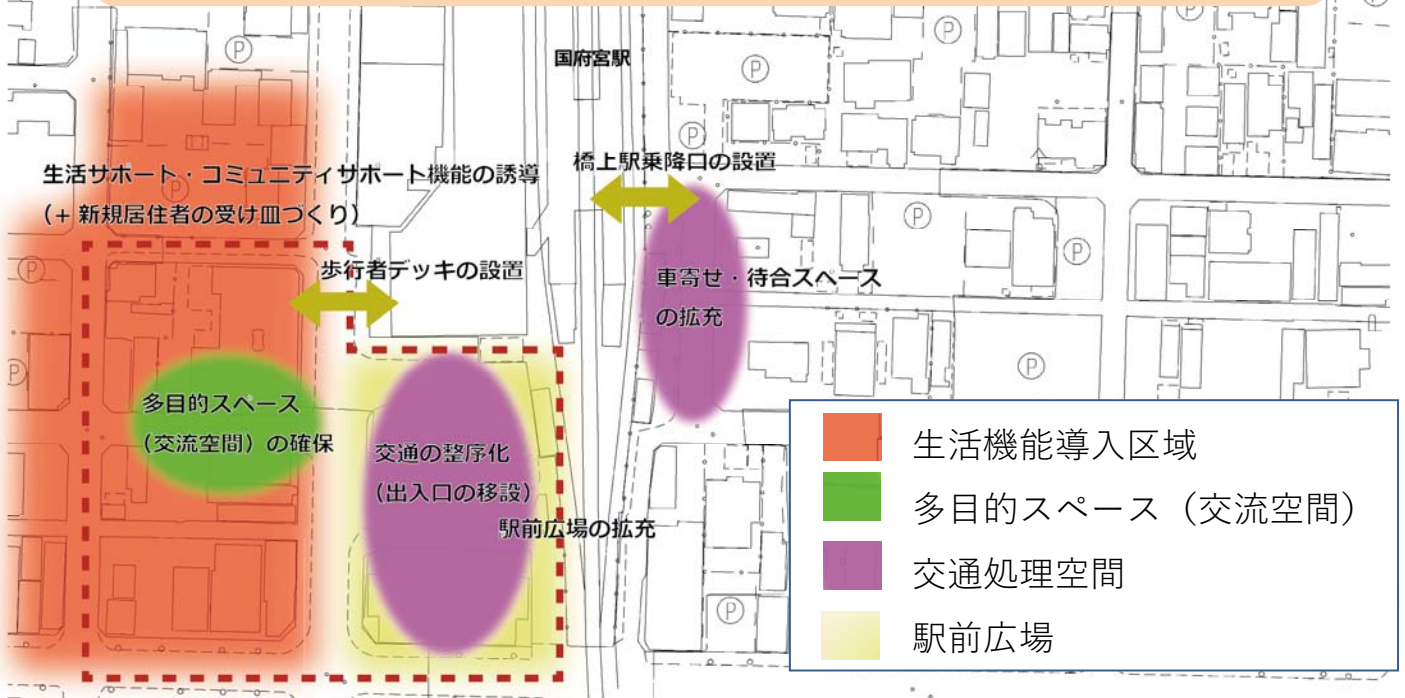 国府宮駅
橋上駅乗降口の設置
生活サポート・コミュニティサポート機能の誘導
(+ 新規居住者の受け皿づくり)
歩行者デッキの設置
車寄せ・待合スペース
の拡充
多目的スペース
(交流空間)の確保
交通の整序化
(出入口の移設)
駅前広場の拡充
生活機能導入区域
多目的スペース(交流空間)
交通処理空間
駅前広場
Ⓟ
Ⓟ
Ⓟ
Ⓟ
Ⓟ
Ⓟ
Ⓟ
Ⓟ
Ⓟ
Ⓟ
Ⓟ
Ⓟ